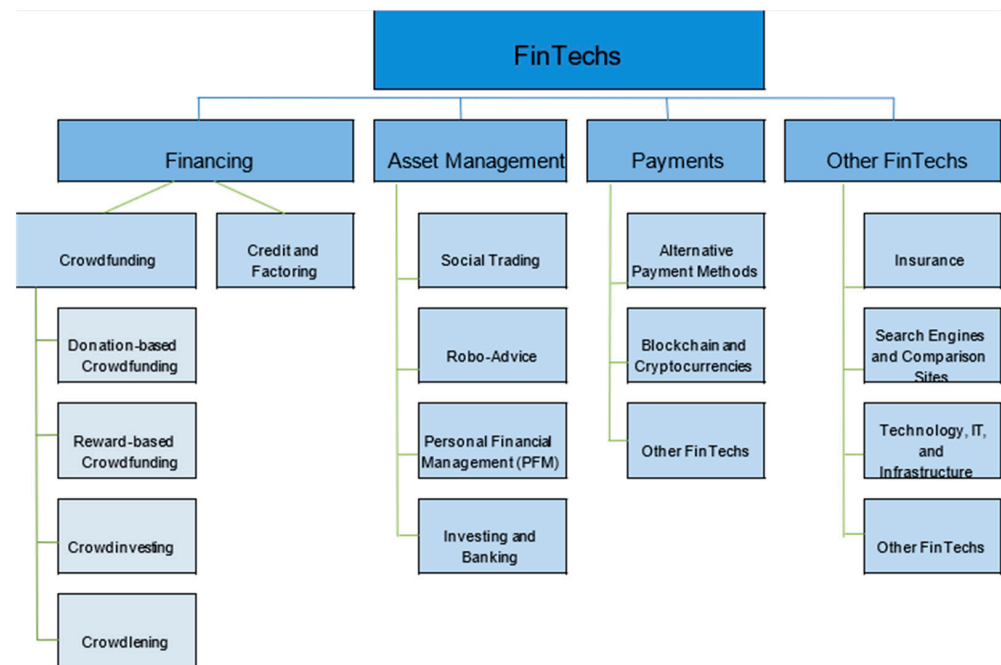 FinTechs
Financing
Asset Management
Payments
Other FinTechs
Crowdfunding
Credit and
Factoring
Social Trading
Alternative
Payment Methods
Insurance
Donation-based
Crowdfunding
Robo-Advice
Blockchain and
Cryptocurrencies
Search Engines
and Comparison
Sites
Reward-based
Crowdfunding
Personal Financial
Management (PFM)
Other FinTechs
Technology, IT,
and
Infrastructure
Crowdinvesting
Investing and
Banking
Other FinTechs
Crowdlening